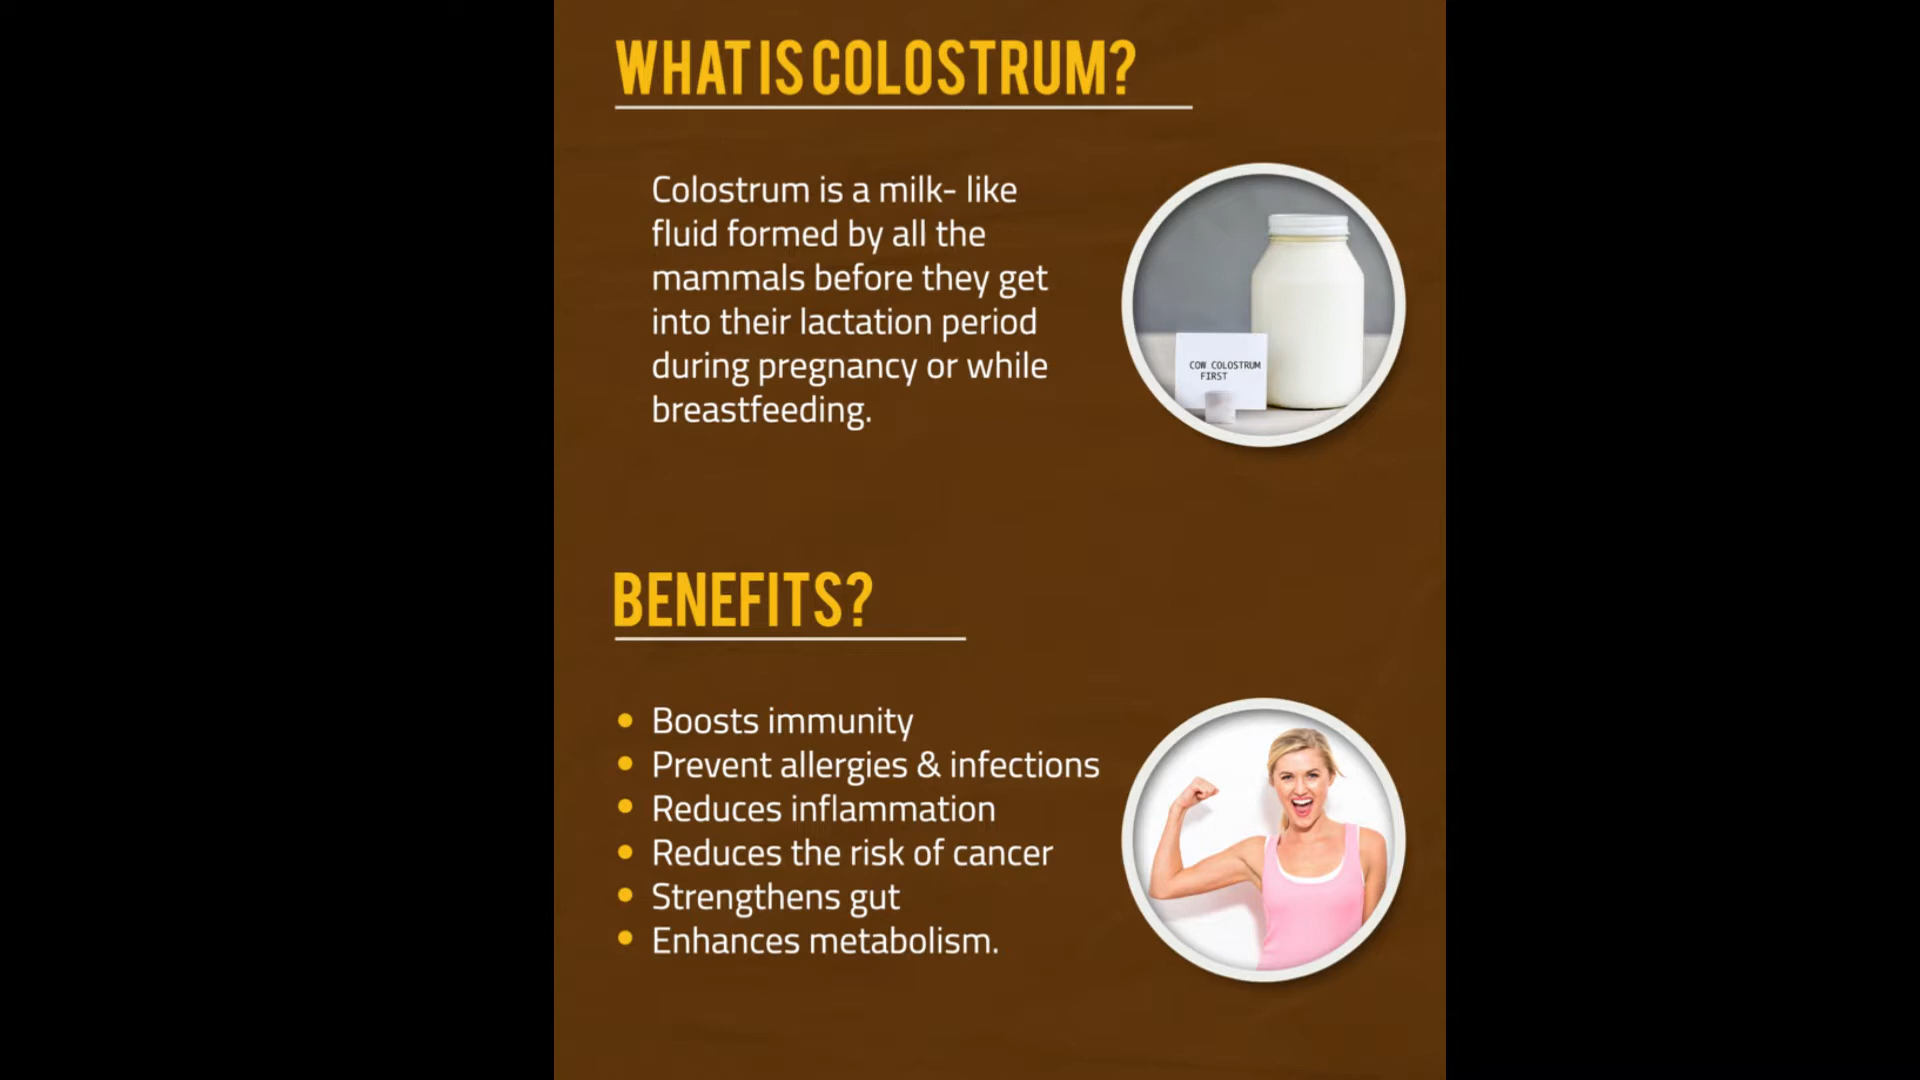 WHAT IS COLOSTRUM?
Colostrum is a milk- like
fluid formed by all the
mammals before they get
into their lactation period
during pregnancy or while
breastfeeding.
COW COLOSTRUM
FIRST
BENEFITS?
• Boosts immunity
• Prevent allergies & infections
• Reduces inflammation
• Reduces the risk of cancer
• Strengthens gut
• Enhances metabolism.